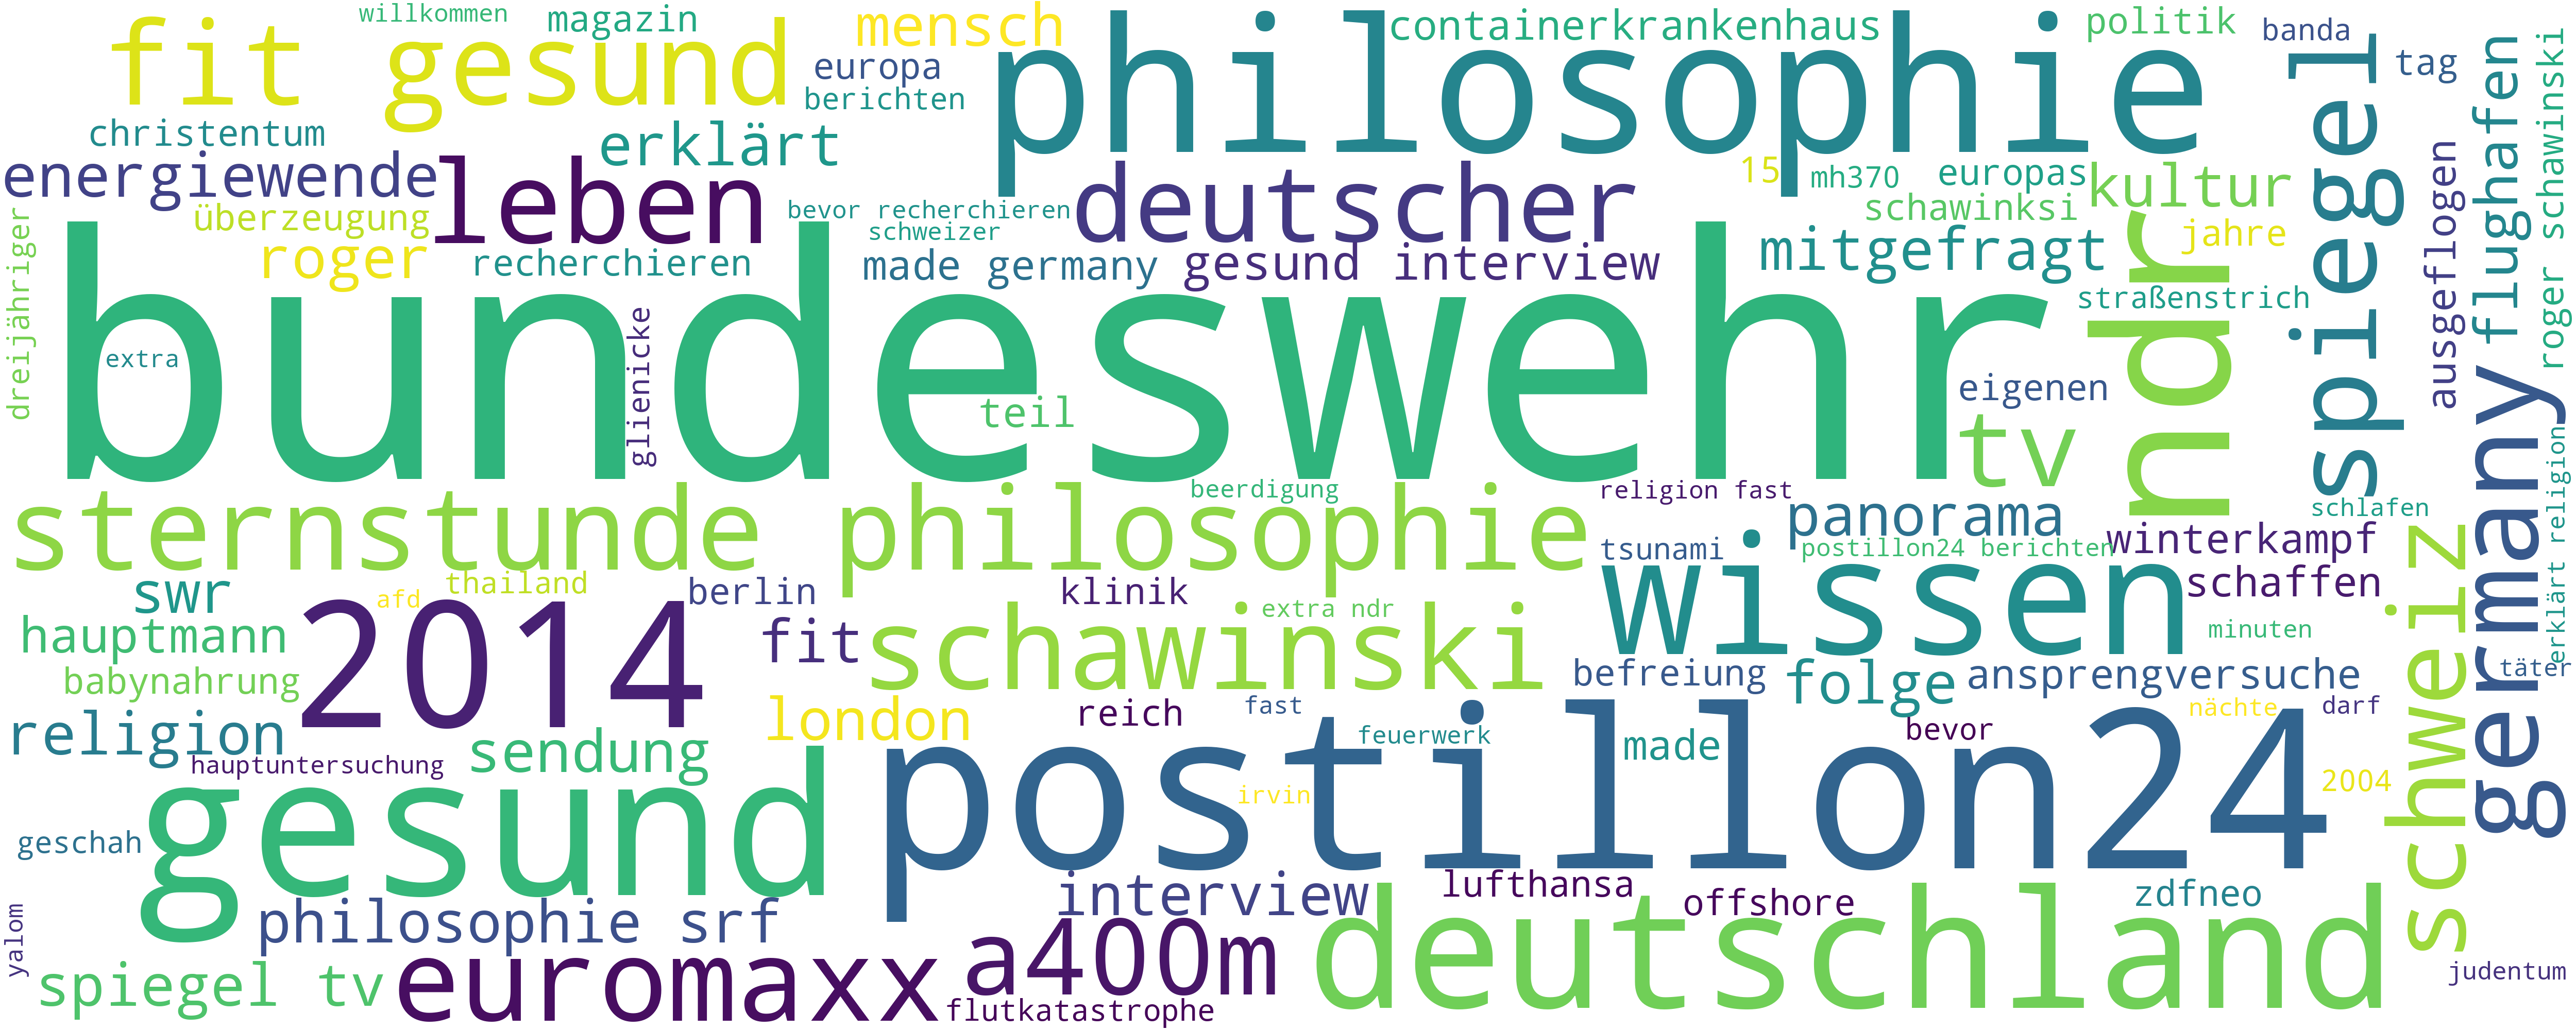 willkommen
magazin
fit gesund
mensch
philosophie
containerkrankenhaus
politik
banda
tag
europa
berichten
christentum
erklärt
energiewende
leben
deutscher
15
mh370
europas
kultur
spiegel
flughafen
roger schawinski
überzeugung
bevor recherchieren
schawinksi
schweizer
roger
recherchieren
made germany
gesund interview
mitgefragt
jahre
straßenstrich
ausgeflogen
dreijähriger
bundeswehr
extra
glienicke
teil
eigenen
tv
ndr
germany
erklärt religion
sternstunde philosophie
beerdigung
religion fast
panorama
schlafen
tsunami
postillon24 berichten
winterkampf
wissen
schaffen
swr
afd
thailand
berlin
klinik
extra ndr
hauptmann
2014
fit
schawinski
minuten
schweiz
babynahrung
befreiung
folge
ansprengversuche
täter
religion
london
reich
fast
bevor
nächte
darf
hauptuntersuchung
sendung
feuerwerk
made
gesund
postillon24
irvin
2004
geschah
interview
lufthansa
offshore
zdfneo
yalom
philosophie srf
a400m
deutschland
judentum
spiegel tv
euromaxx
flutkatastrophe